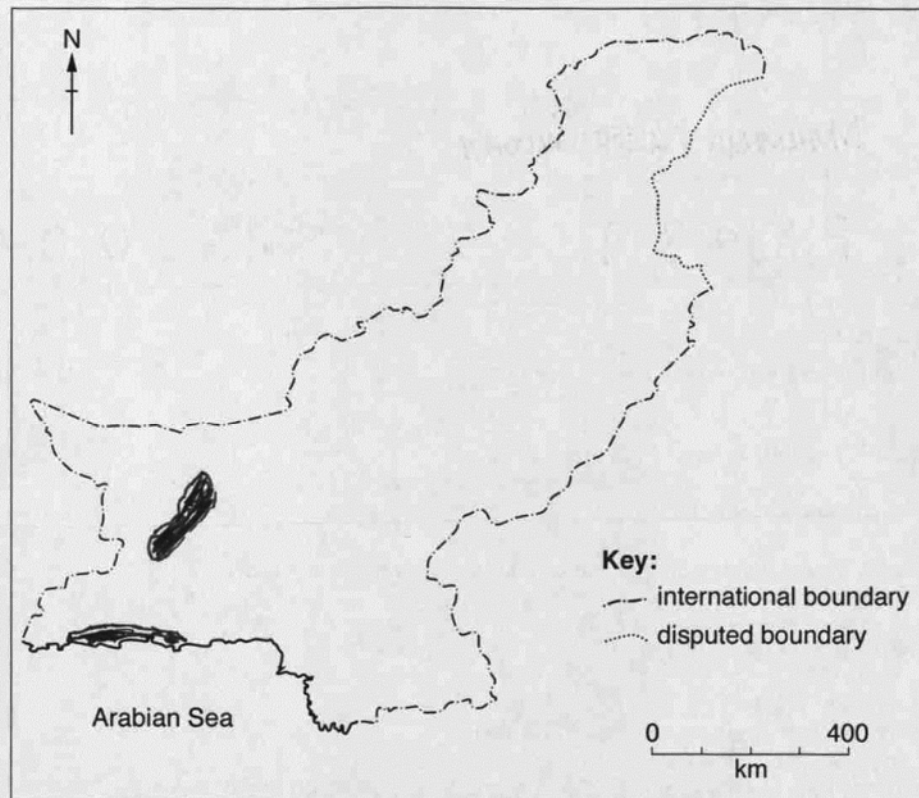 N
Key:
international boundary
disputed boundary
Arabian Sea
0 400
km